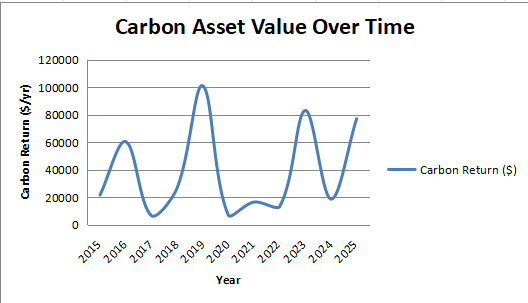 Carbon Asset Value Over Time
120000
100000
80000
60000
40000
20000
0
Carbon Return ($/yr)
2015 2016 2017 2018 2019 2020 2021 2022 2023 2024 2025
Year
Carbon Return ($)